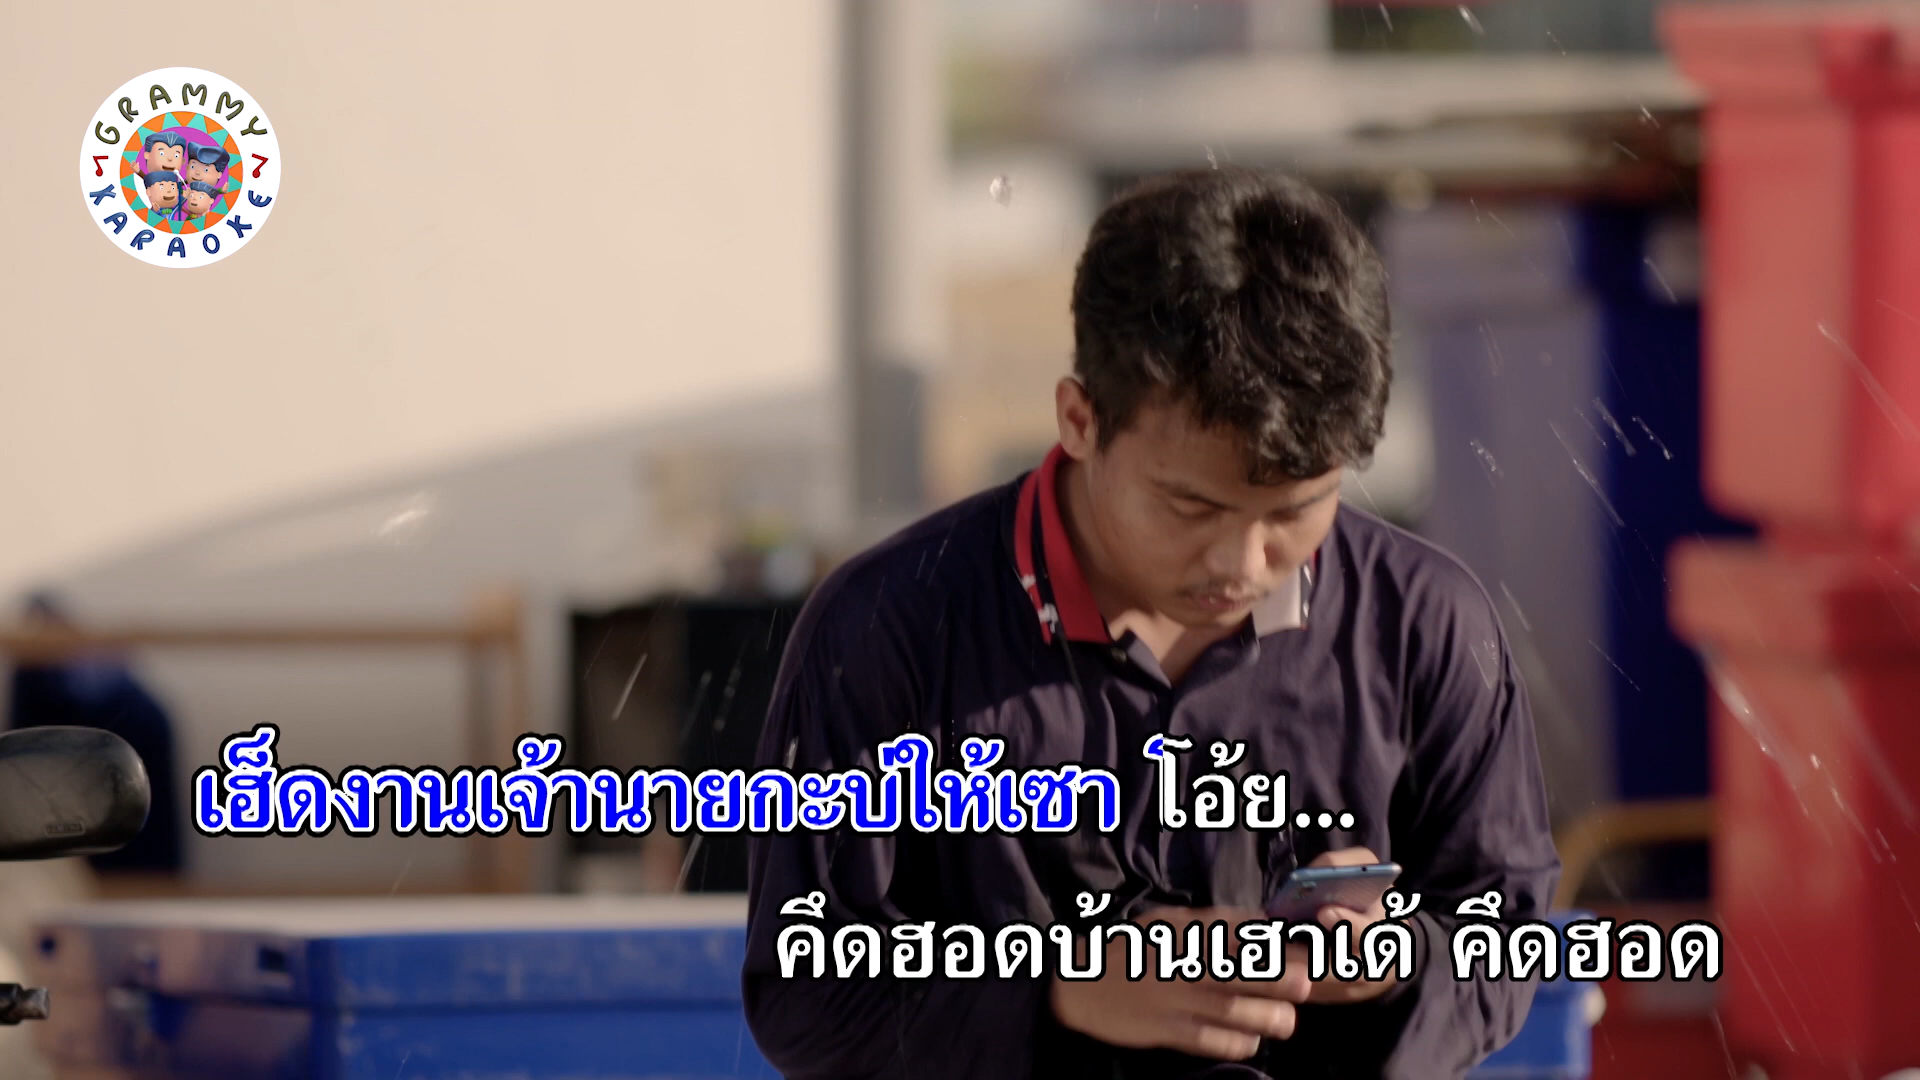 GRAMMY
KARAOKE
เฮ็ดงานเจ้านายกะบ่ให้เซา โอ้ย...
คึดฮอดบ้านเฮาเด้ คึดฮอด